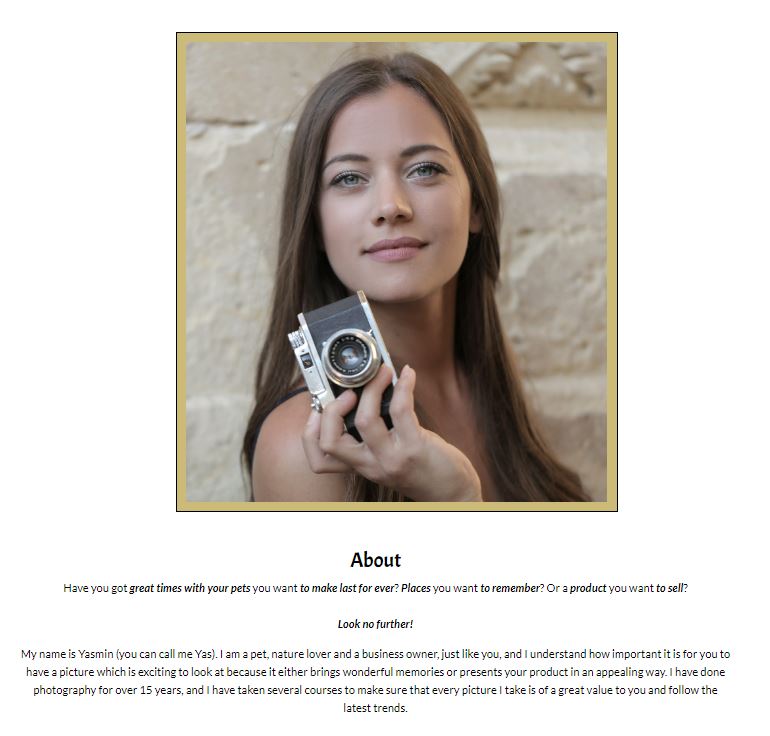 About
Have you got great times with your pets you want to make last for ever? Places you want to remember? Or a product you want to sell?
Look no further!
My name is Yasmin (you can call me Yas). I am a pet, nature lover and a business owner, just like you, and I understand how important it is for you to
have a picture which is exciting to look at because it either brings wonderful memories or presents your product in an appealing way. I have done
photography for over 15 years, and I have taken several courses to make sure that every picture I take is of a great value to you and follow the
latest trends.